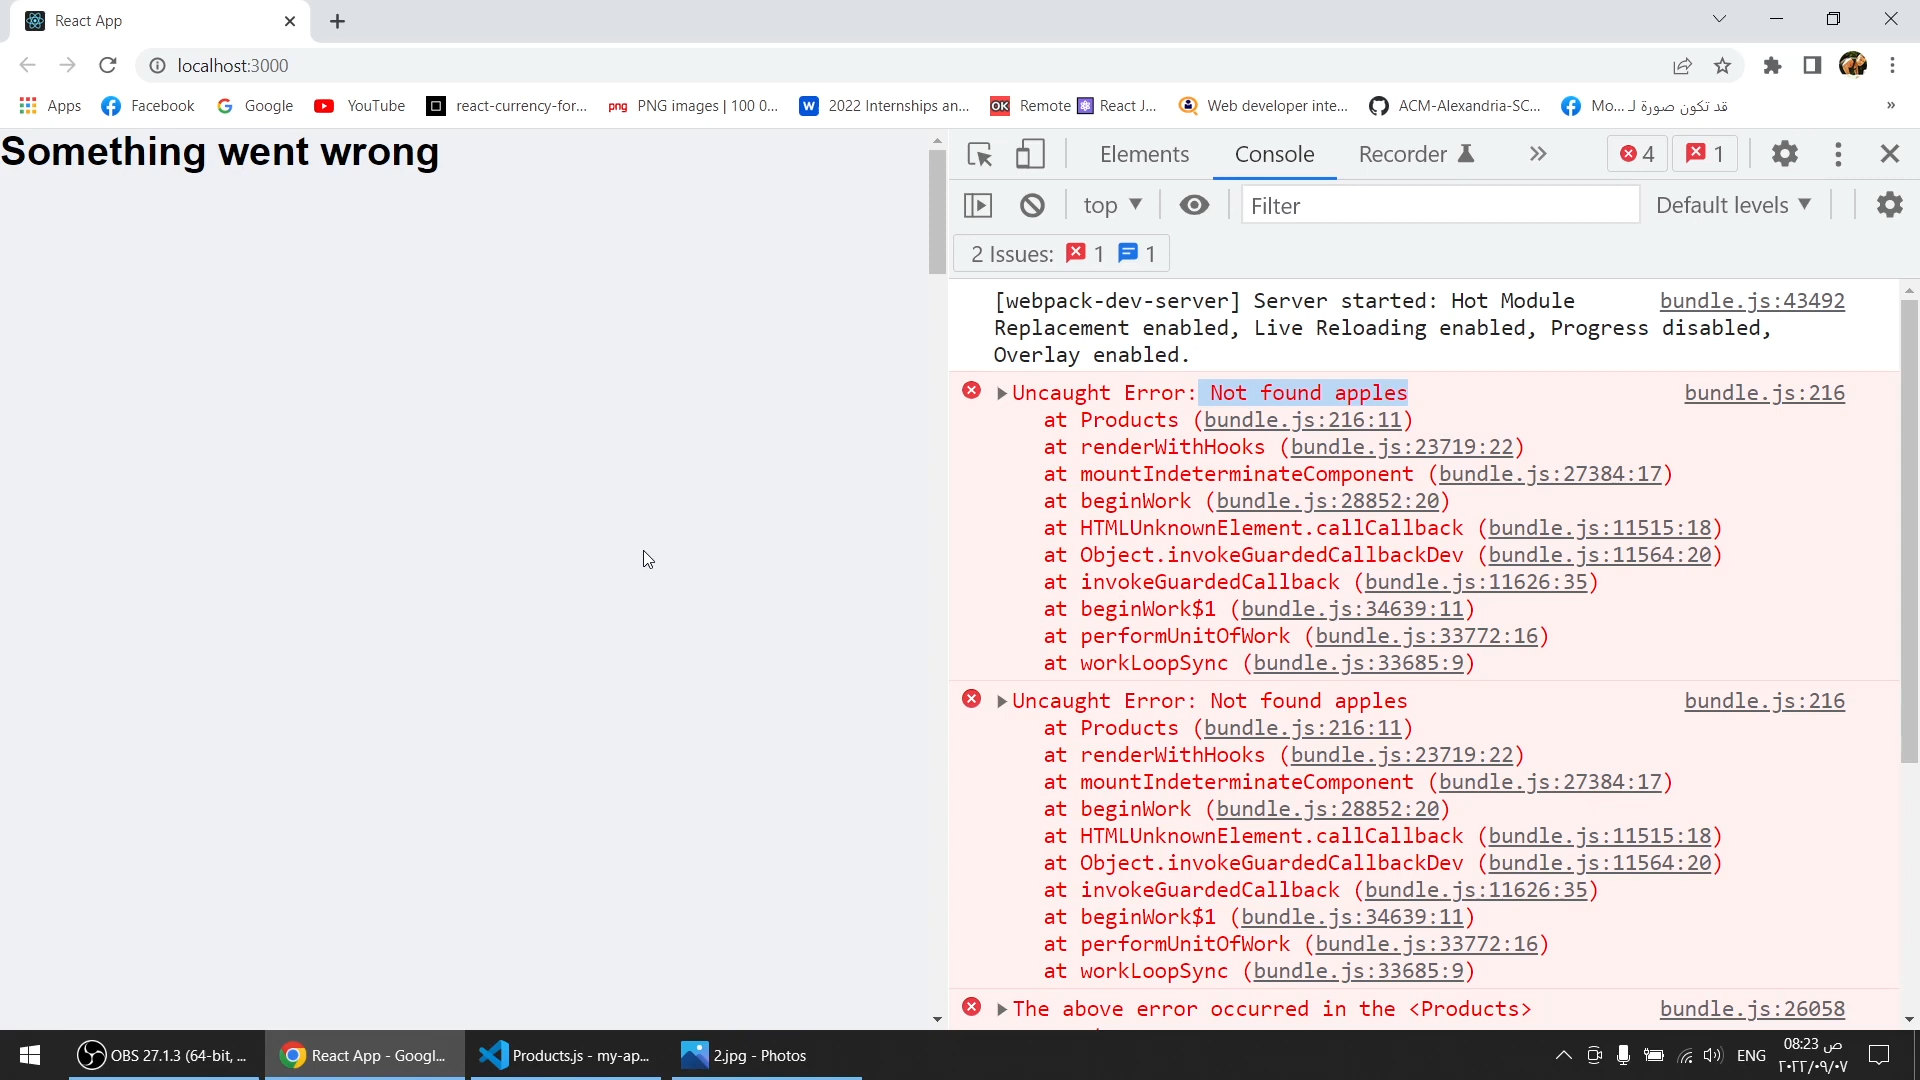 React App
localhost:3000
Apps
Facebook
Google
YouTube
react-currency-for...
png
PNG images | 100 0...
W
2022 Internships an...
OK
Remote
React J...
Web developer inte...
ACM-Alexandria-SC...
قد تكون صورة لـ ...Mo
»
Something went wrong
Elements
Console
Recorder
4
1
top
Filter
Default levels
2 Issues:
1
1
[webpack-dev-server] Server started: Hot Module
bundle.js:43492
Replacement enabled, Live Reloading enabled, Progress disabled,
Overlay enabled.
Uncaught Error: Not found apples
bundle.js:216
at Products (bundle.js:216:11)
at renderWithHooks (bundle.js:23719:22)
at mountIndeterminateComponent (bundle.js:27384:17)
at beginWork (bundle.js:28852:20)
at HTMLUnknownElement.callCallback (bundle.js:11515:18)
at Object.invokeGuardedCallbackDev (bundle.js:11564:20)
at invokeGuardedCallback (bundle.js:11626:35)
at beginWork$1 (bundle.js:34639:11)
at performUnitOfWork (bundle.js:33772:16)
at workLoopSync (bundle.js:33685:9)
Uncaught Error: Not found apples
bundle.js:216
at Products (bundle.js:216:11)
at renderWithHooks (bundle.js:23719:22)
at mountIndeterminateComponent (bundle.js:27384:17)
at beginWork (bundle.js:28852:20)
at HTMLUnknownElement.callCallback (bundle.js:11515:18)
at Object.invokeGuardedCallbackDev (bundle.js:11564:20)
at invokeGuardedCallback (bundle.js:11626:35)
at beginWork$1 (bundle.js:34639:11)
at performUnitOfWork (bundle.js:33772:16)
at workLoopSync (bundle.js:33685:9)
The above error occurred in the <Products>
bundle.js:26058
OBS 27.1.3 (64-bit, ...
React App - Googl...
Products.js - my-ap...
2.jpg - Photos
ENG
08:23 ص
٢٠٢٢/٠٩/٠٧